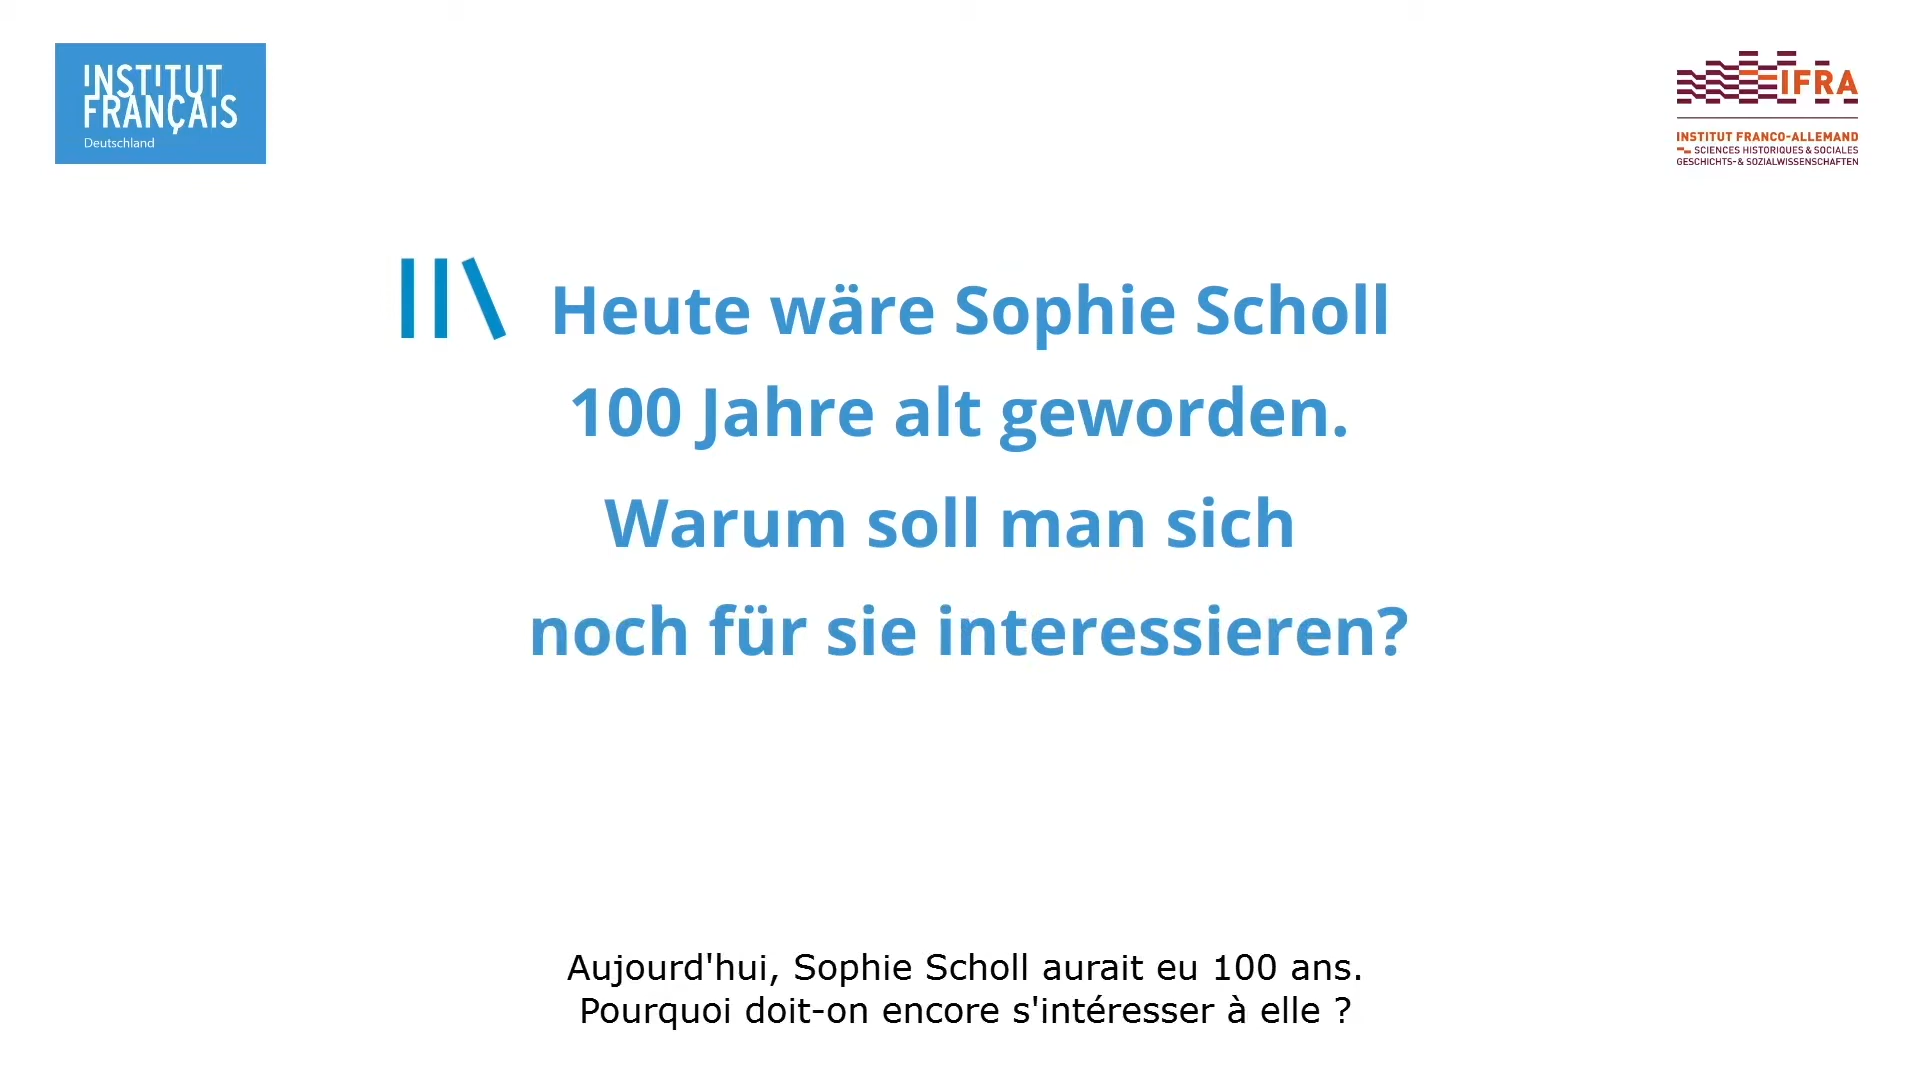 INSTITUT
FRANÇAIS
Deutschland
IFRA
INSTITUT FRANCO-ALLEMAND
SCIENCES HISTORIQUES & SOCIALES
GESCHICHTS- & SOZIALWISSENSCHAFTEN
Heute wäre Sophie Scholl
100 Jahre alt geworden.
Warum soll man sich
noch für sie interessieren?
Aujourd'hui, Sophie Scholl aurait eu 100 ans.
Pourquoi doit-on encore s'intéresser à elle ?